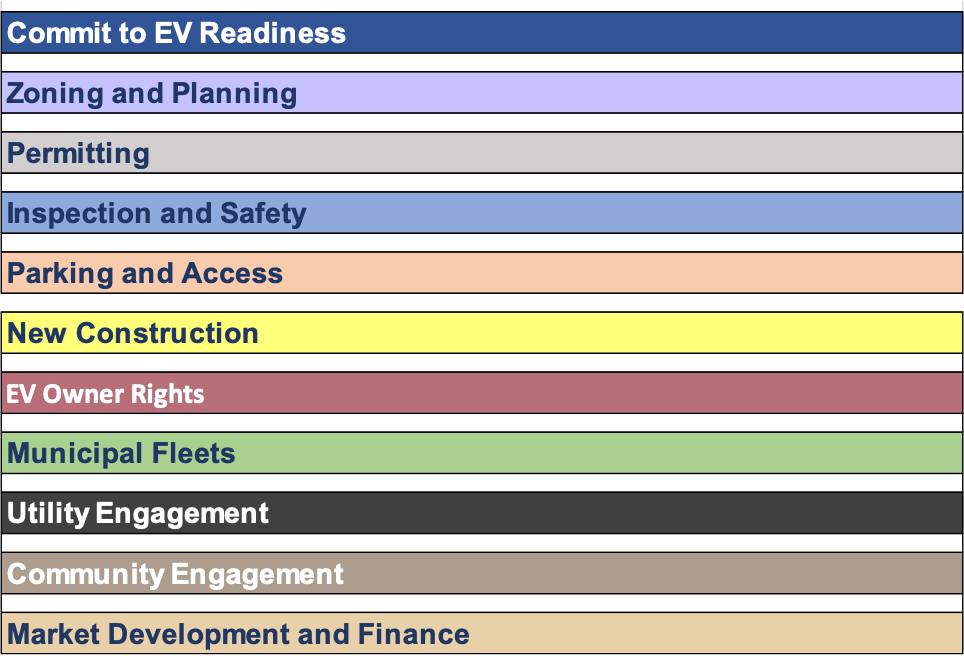 Commit to EV Readiness
Zoning and Planning
Permitting
Inspection and Safety
Parking and Access
New Construction
EV Owner Rights
Municipal Fleets
Utility Engagement
Community Engagement
Market Development and Finance